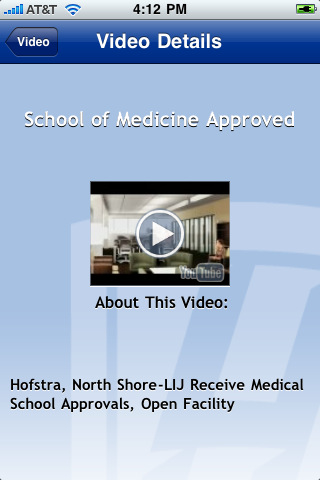 AT&T 4:12 PM
Video Video Details
School of Medicine Approved
YouTube
About This Video:
Hofstra, North Shore-LIJ Receive Medical
School Approvals, Open Facility